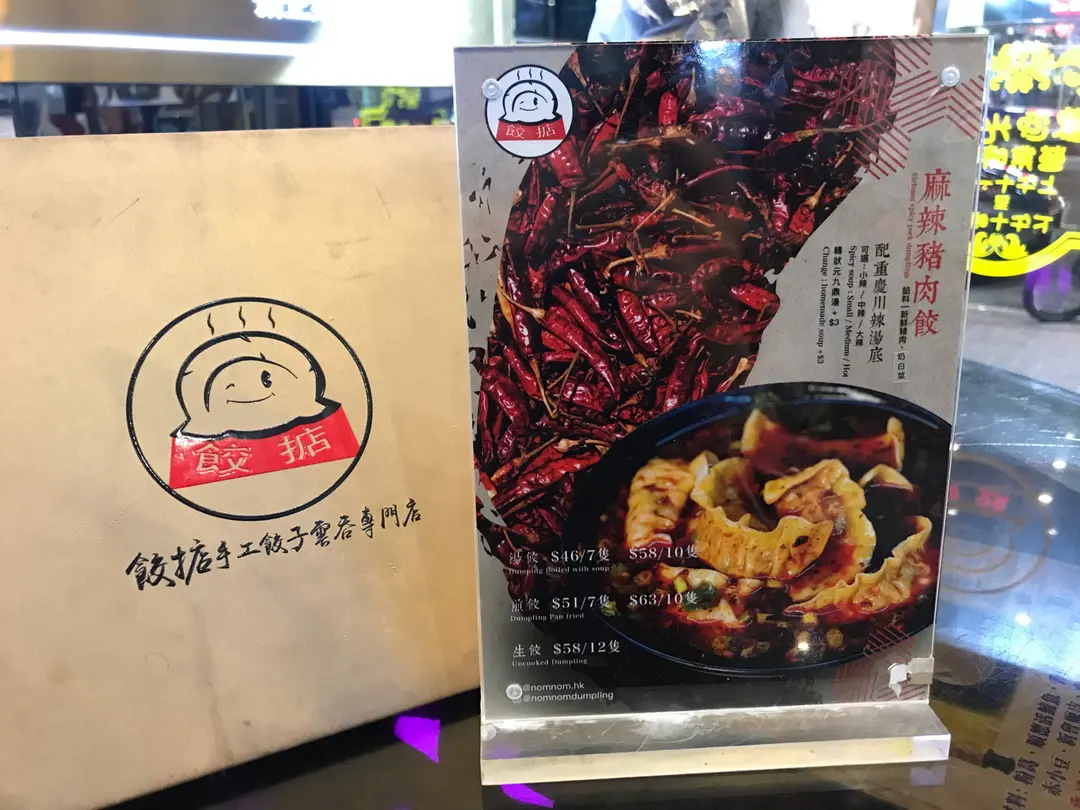 餃掂
餃掂手工餃子雲吞專門店
餃掂
麻辣豬肉餃
Sichuan spicy pork dumpling
餡料｜新鮮豬肉、奶白菜
配重慶川辣湯底
可選：小辣 / 中辣 / 大辣
Spicy soup : Small / Medium / Hot
轉狀元九鼎湯 + $3
Change : homemade soup + $3
湯餃 $46/7隻 $58/10隻
Dumping Boiled with soup
煎餃 $51/7隻 $63/10隻
Dumpling Pan fried
生餃 $58/12隻
Uncooked Dumpling
@nomnom.hk
@nomnomdumpling